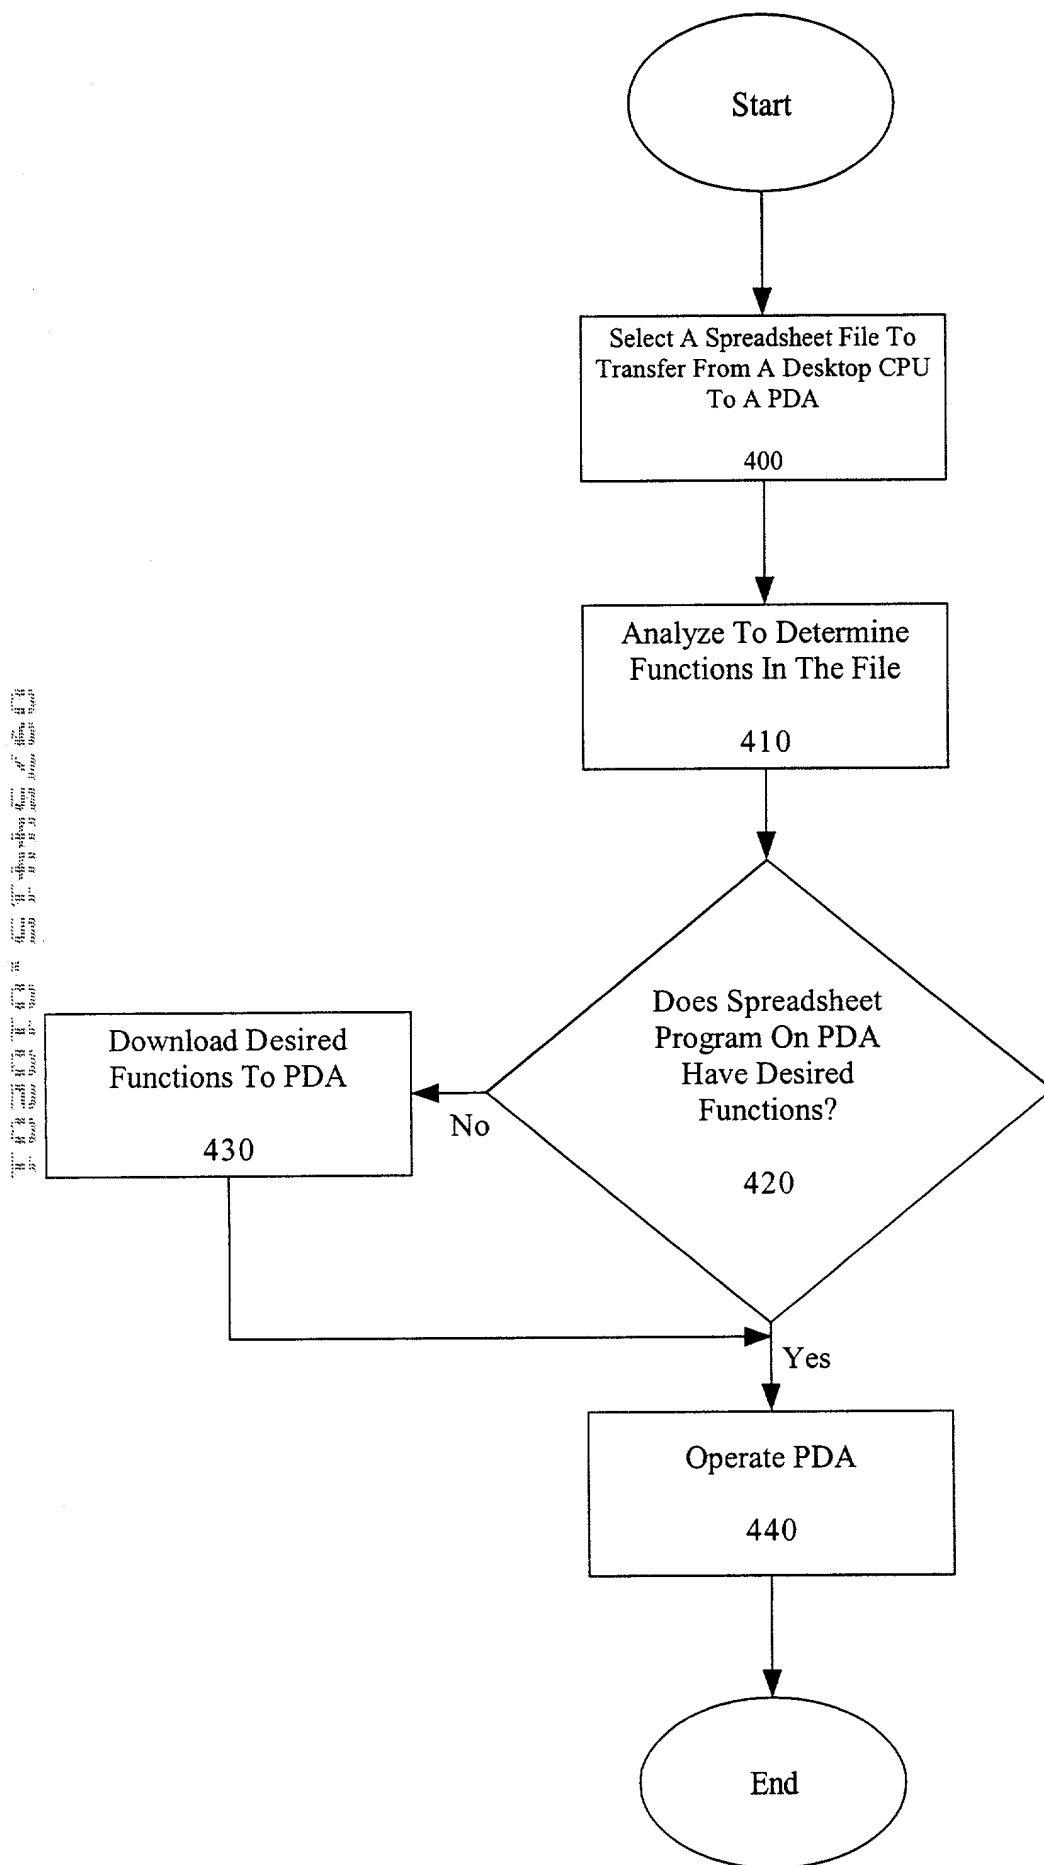 Start
Select A Spreadsheet File To
Transfer From A Desktop CPU
To A PDA
400
Analyze To Determine
Functions In The File
410
Does Spreadsheet
Program On PDA
Have Desired
Functions?
420
No
Download Desired
Functions To PDA
430
Yes
Operate PDA
440
End